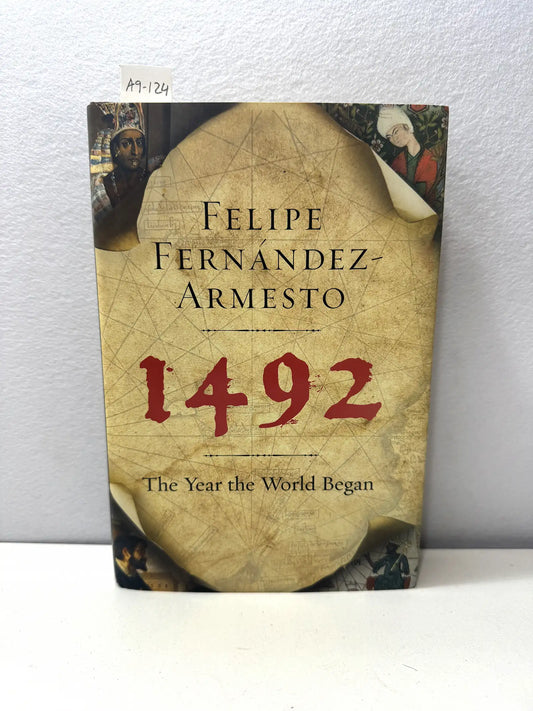 A9-124
FELIPE
FERNÁNDEZ-
ARMESTO
1492
The Year the World Began